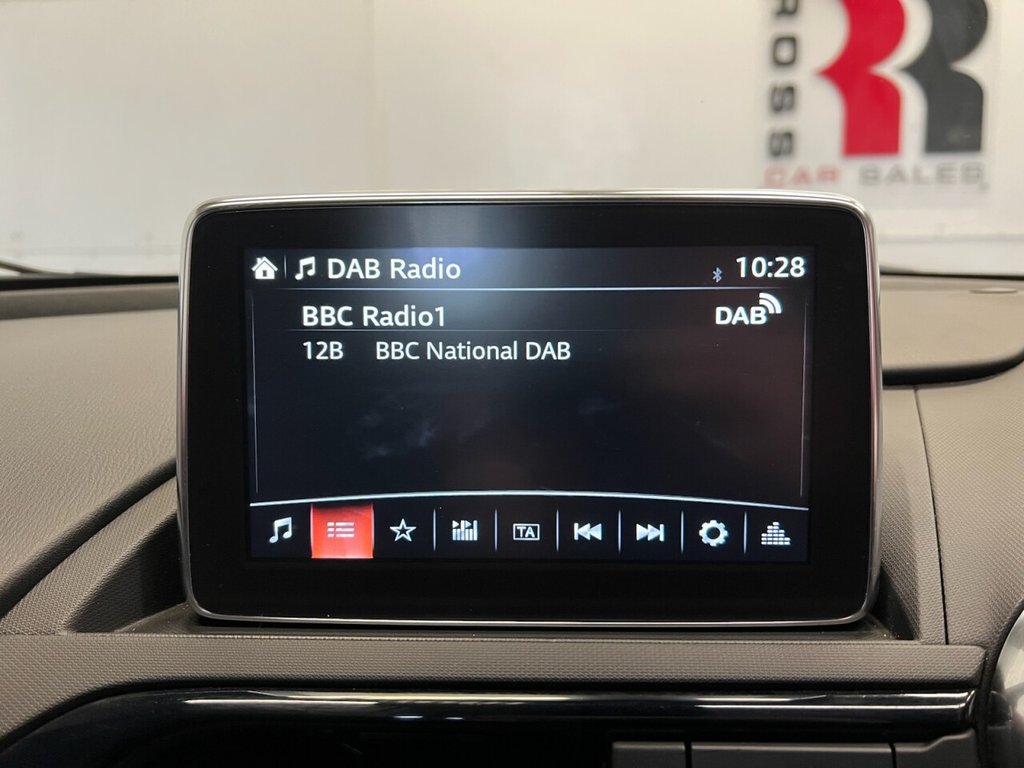 ROSS
CAR SALES
DAB Radio
10:28
BBC Radio1
DAB
12B BBC National DAB
TA